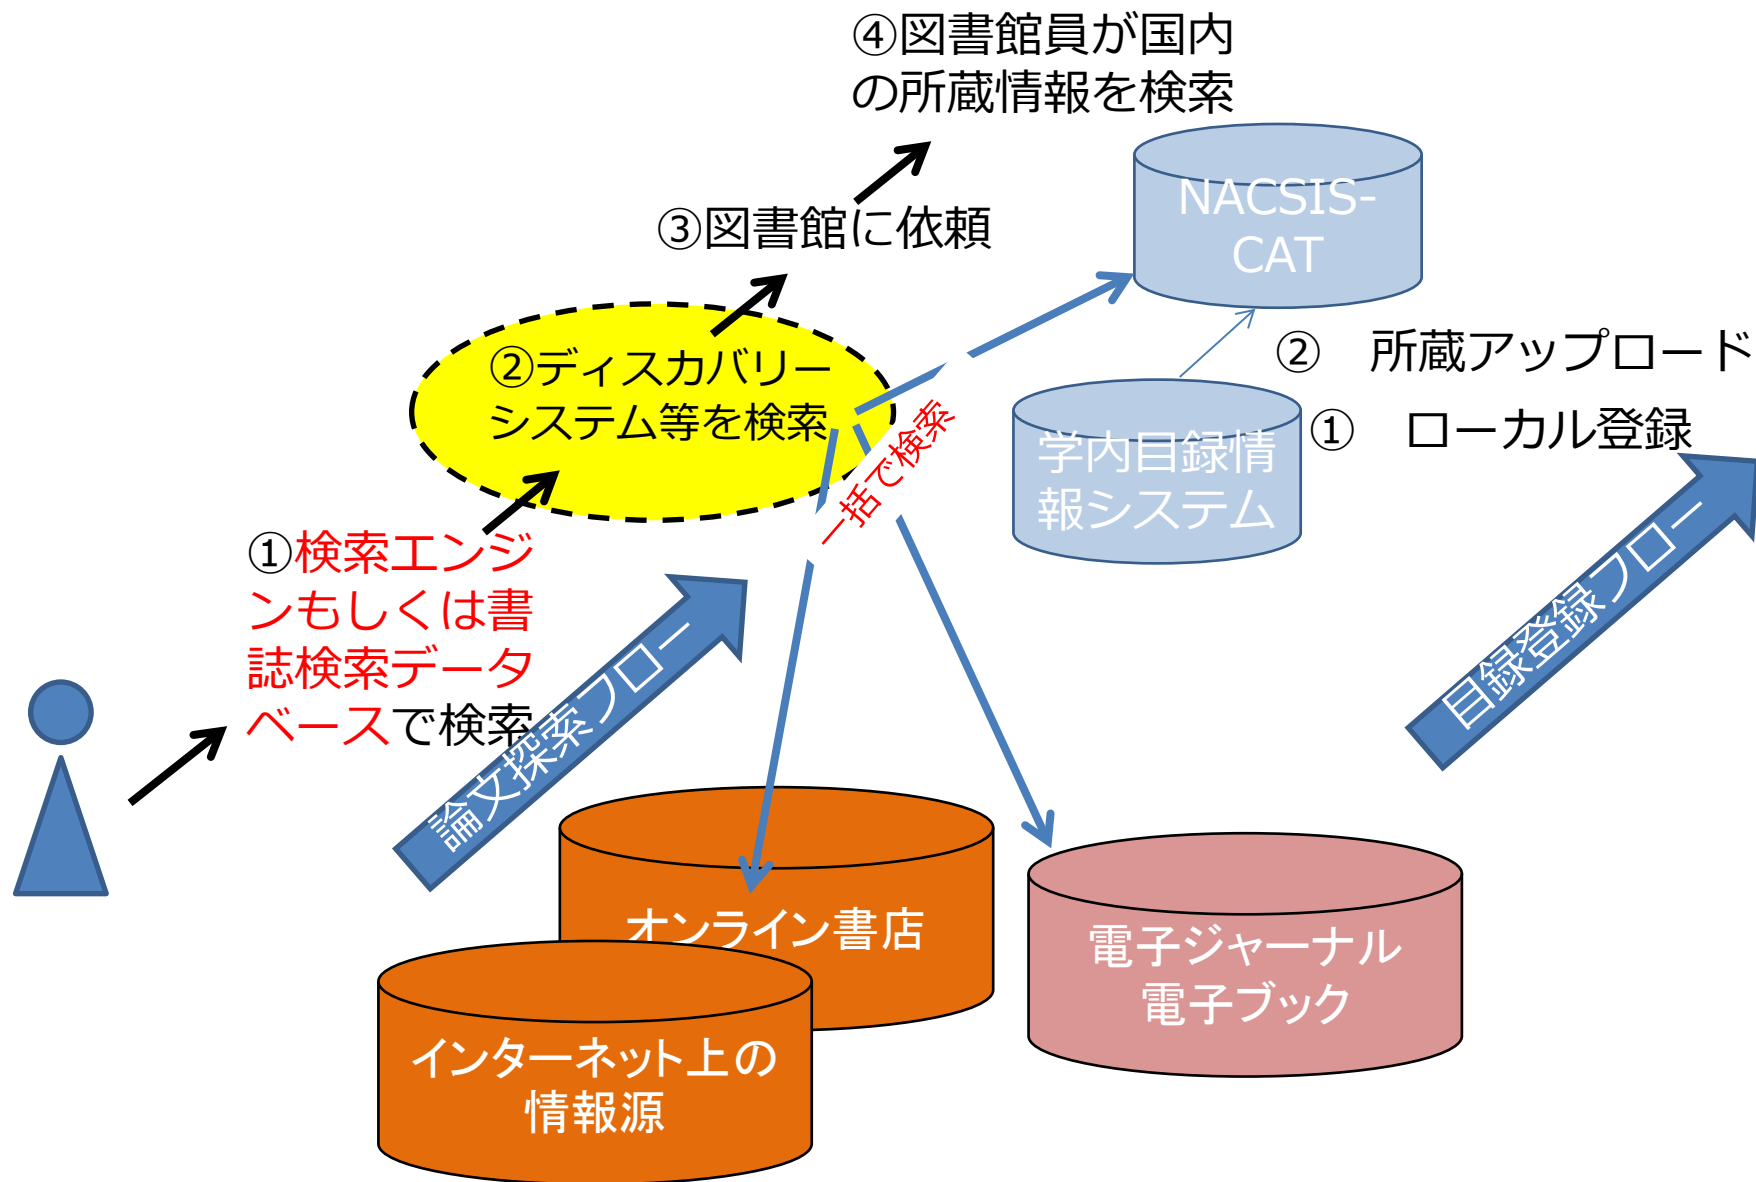 ④図書館員が国内
の所蔵情報を検索
③図書館に依頼
NACSIS-
CAT
②ディスカバリー
システム等を検索
一括で検索
②　所蔵アップロード
①　ローカル登録
学内目録情
報システム
①検索エンジ
ンもしくは書
誌検索データ
ベースで検索
論文探索フロー
目録登録フロー
オンライン書店
電子ジャーナル
電子ブック
インターネット上の
情報源